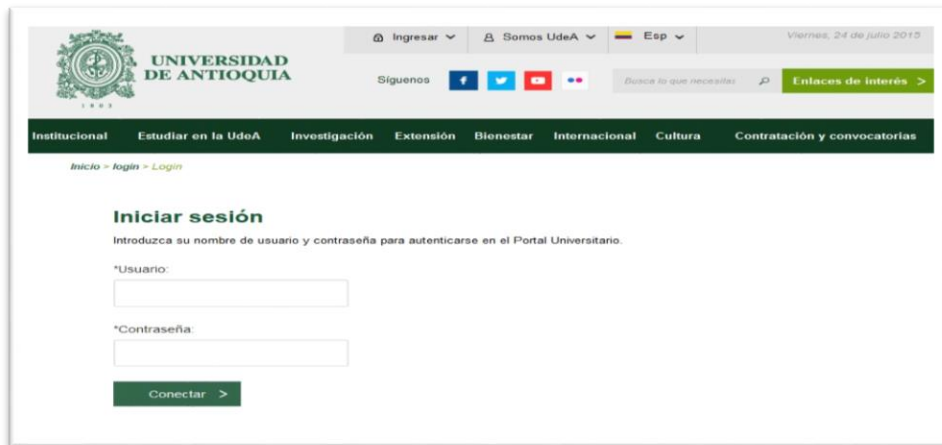 Ingresar
Somos UdeA
Esp
Viernes, 24 de julio 2015
UNIVERSIDAD
DE ANTIOQUIA
1803
Síguenos
Busca lo que necesitas
Enlaces de interés >
Institucional Estudiar en la UdeA Investigación Extensión Bienestar Internacional Cultura Contratación y convocatorias
Inicio > login > Login
Iniciar sesión
Introduzca su nombre de usuario y contraseña para autenticarse en el Portal Universitario.
*Usuario:
*Contraseña:
Conectar >